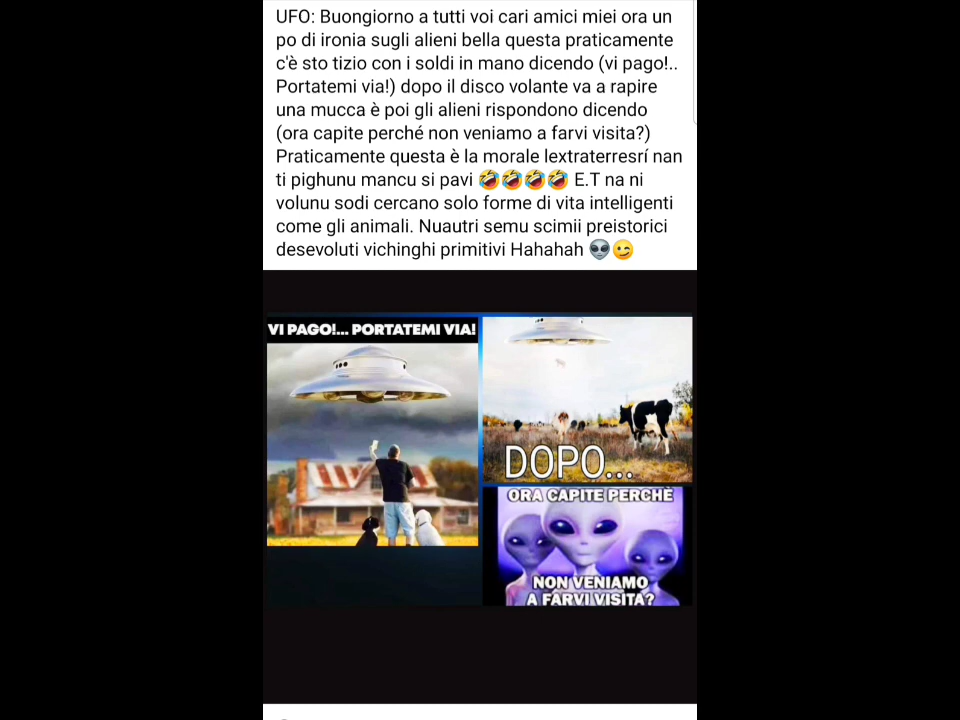 UFO: Buongiorno a tutti voi cari amici miei ora un
po di ironia sugli alieni bella questa praticamente
c'è sto tizio con i soldi in mano dicendo (vi pago!..
Portatemi via!) dopo il disco volante va a rapire
una mucca è poi gli alieni rispondono dicendo
(ora capite perché non veniamo a farvi visita?)
Praticamente questa è la morale lextraterresrí nan
ti pighunu mancu si pavi 🤣🤣🤣🤣 E.T na ni
volunu sodi cercano solo forme di vita intelligenti
come gli animali. Nuautri semu scimii preistorici
desevoluti vichinghi primitivi Hahahah 👽😉
VI PAGO!... PORTATEMI VIA!
DOPO...
ORA CAPITE PERCHÈ
NON VENIAMO
A FARVI VISITA?